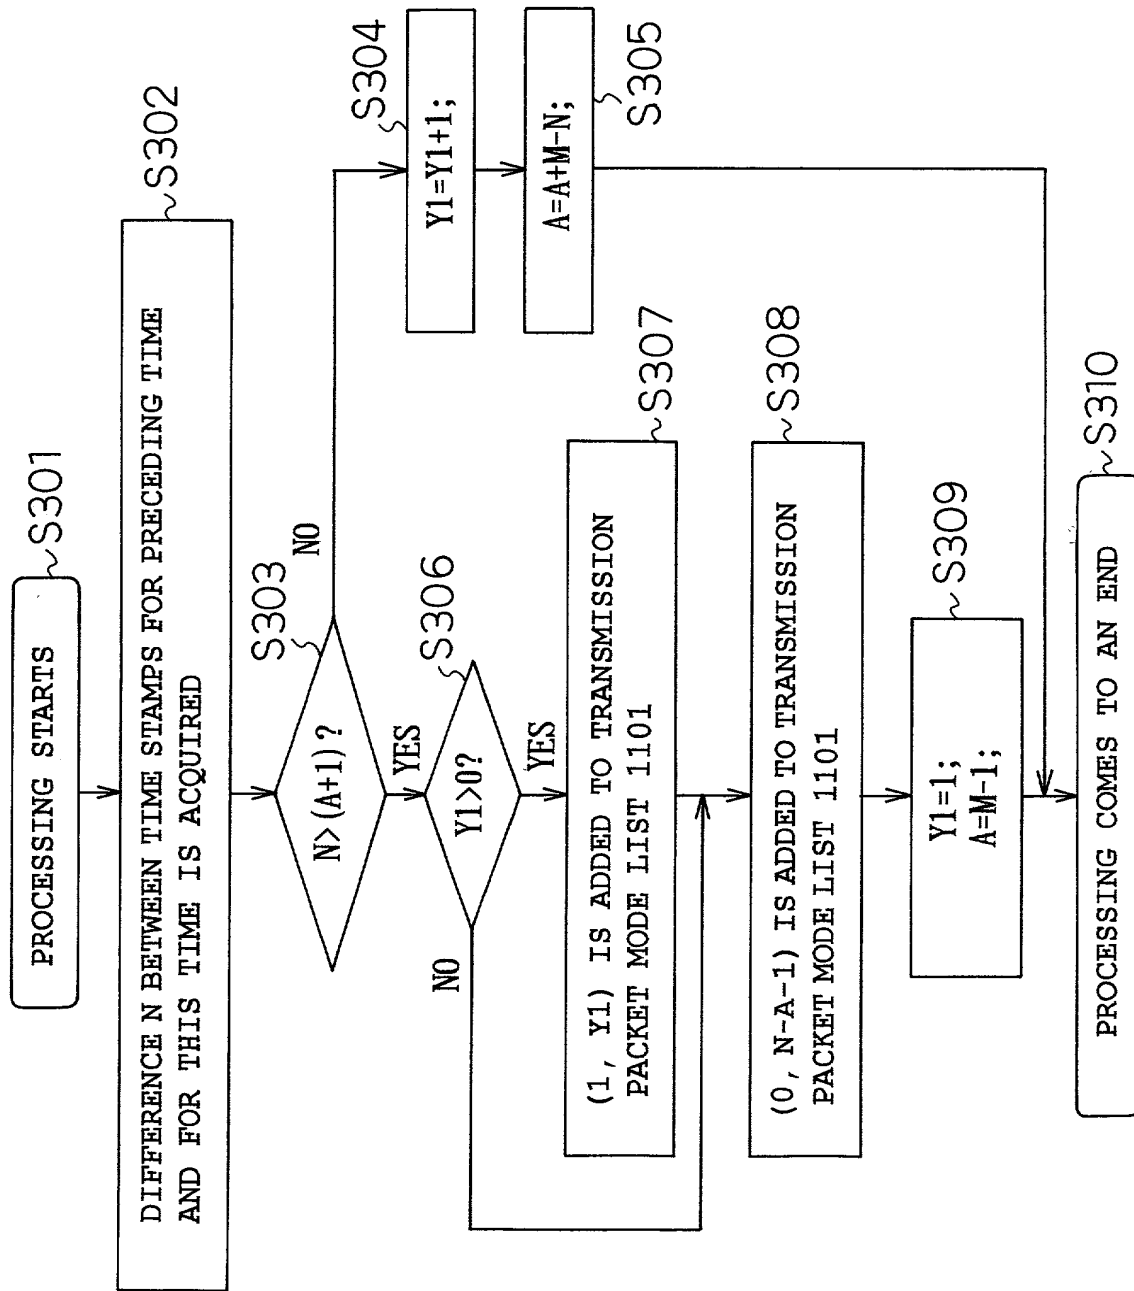 PROCESSING STARTS
S301
DIFFERENCE N BETWEEN TIME STAMPS FOR PRECEDING TIME
AND FOR THIS TIME IS ACQUIRED
S302
N>(A+1)?
S303
NO
YES
Y1=Y1+1;
S304
A=A+M-N;
S305
Y1>0?
S306
NO
YES
(1, Y1) IS ADDED TO TRANSMISSION
PACKET MODE LIST 1101
S307
(0, N-A-1) IS ADDED TO TRANSMISSION
PACKET MODE LIST 1101
S308
Y1=1;
A=M-1;
S309
PROCESSING COMES TO AN END
S310